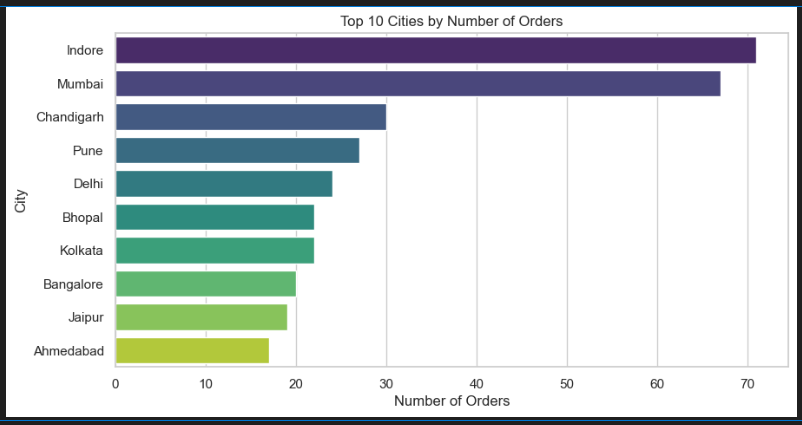 Top 10 Cities by Number of Orders
Indore
Mumbai
Chandigarh
Pune
Delhi
Bhopal
Kolkata
Bangalore
Jaipur
Ahmedabad
City
0 10 20 30 40 50 60 70
Number of Orders